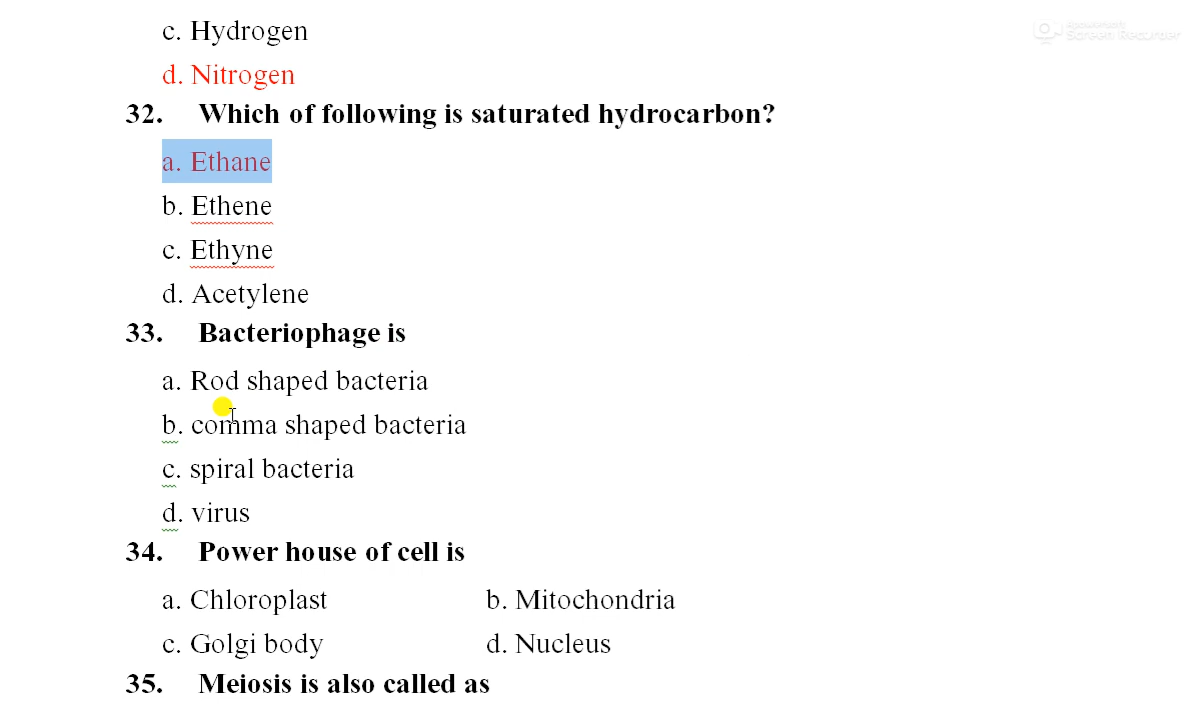 c. Hydrogen
d. Nitrogen
32. Which of following is saturated hydrocarbon?
a. Ethane
b. Ethene
c. Ethyne
d. Acetylene
33. Bacteriophage is
a. Rod shaped bacteria
b. comma shaped bacteria
c. spiral bacteria
d. virus
34. Power house of cell is
a. Chloroplast b. Mitochondria
c. Golgi body d. Nucleus
35. Meiosis is also called as
Screen Recorder